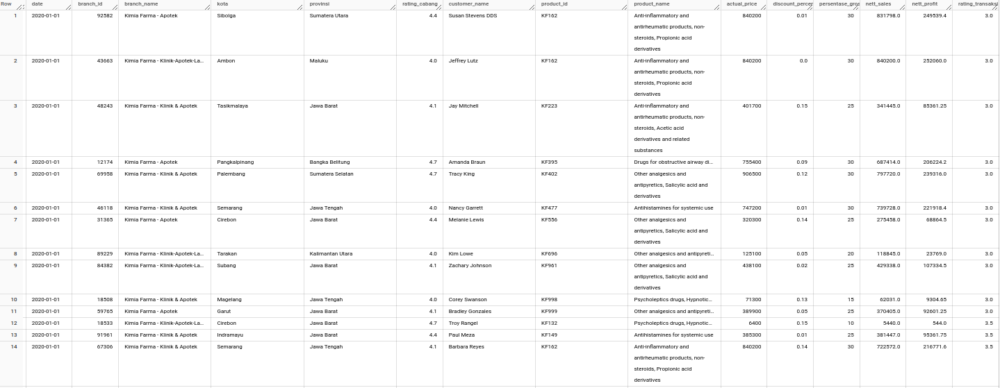 Row date branch_id branch_name kota provinsi rating_cabang customer_name product_id product_name actual_price discount_percen persentase_gros nett_sales nett_profit rating_transaksi
1 2020-01-01 92582 Kimia Farma - Apotek Sibolga Sumatera Utara 4.4 Susan Stevens DDS KF162 Anti-inflammatory and 840200 0.01 30 831798.0 249539.4 3.0
antirheumatic products, non-
steroids, Propionic acid
derivatives
2 2020-01-01 43663 Kimia Farma - Klinik-Apotek-La... Ambon Maluku 4.0 Jeffrey Lutz KF162 Anti-inflammatory and 840200 0.0 30 840200.0 252060.0 3.0
antirheumatic products, non-
steroids, Propionic acid
derivatives
3 2020-01-01 48243 Kimia Farma - Klinik & Apotek Tasikmalaya Jawa Barat 4.1 Jay Mitchell KF223 Anti-inflammatory and 401700 0.15 25 341445.0 85361.25 3.0
antirheumatic products, non-
steroids, Acetic acid
derivatives and related
substances
4 2020-01-01 12174 Kimia Farma - Apotek Pangkalpinang Bangka Belitung 4.7 Amanda Braun KF395 Drugs for obstructive airway di... 755400 0.09 30 687414.0 206224.2 3.0
5 2020-01-01 69958 Kimia Farma - Klinik & Apotek Palembang Sumatera Selatan 4.7 Tracy King KF402 Other analgesics and 906500 0.12 30 797720.0 239316.0 3.0
antipyretics, Salicylic acid and
derivatives
6 2020-01-01 46118 Kimia Farma - Klinik & Apotek Semarang Jawa Tengah 4.0 Nancy Garrett KF477 Antihistamines for systemic use 747200 0.01 30 739728.0 221918.4 3.0
7 2020-01-01 31365 Kimia Farma - Apotek Cirebon Jawa Barat 4.4 Melanie Lewis KF556 Other analgesics and 320300 0.14 25 275458.0 68864.5 3.0
antipyretics, Salicylic acid and
derivatives
8 2020-01-01 89229 Kimia Farma - Klinik-Apotek-La... Tarakan Kalimantan Utara 4.0 Kim Lowe KF696 Other analgesics and antipyreti... 125100 0.05 20 118845.0 23769.0 3.0
9 2020-01-01 84382 Kimia Farma - Klinik-Apotek-La... Subang Jawa Barat 4.1 Zachary Johnson KF961 Other analgesics and 438100 0.02 25 429338.0 107334.5 3.0
antipyretics, Salicylic acid and
derivatives
10 2020-01-01 18508 Kimia Farma - Klinik & Apotek Magelang Jawa Tengah 4.0 Corey Swanson KF998 Psycholeptics drugs, Hypnotic... 71300 0.13 15 62031.0 9304.65 3.0
11 2020-01-01 59765 Kimia Farma - Apotek Garut Jawa Barat 4.1 Bradley Gonzales KF999 Other analgesics and antipyreti... 389900 0.05 25 370405.0 92601.25 3.0
12 2020-01-01 18533 Kimia Farma - Klinik-Apotek-La... Cirebon Jawa Barat 4.7 Troy Rangel KF132 Psycholeptics drugs, Hypnotic... 6400 0.15 10 5440.0 544.0 3.5
13 2020-01-01 91961 Kimia Farma - Klinik & Apotek Indramayu Jawa Barat 4.4 Paul Meza KF149 Antihistamines for systemic use 385300 0.01 25 381447.0 95361.75 3.5
14 2020-01-01 67306 Kimia Farma - Klinik & Apotek Semarang Jawa Tengah 4.1 Barbara Reyes KF162 Anti-inflammatory and 840200 0.14 30 722572.0 216771.6 3.5
antirheumatic products, non-
steroids, Propionic acid
derivatives